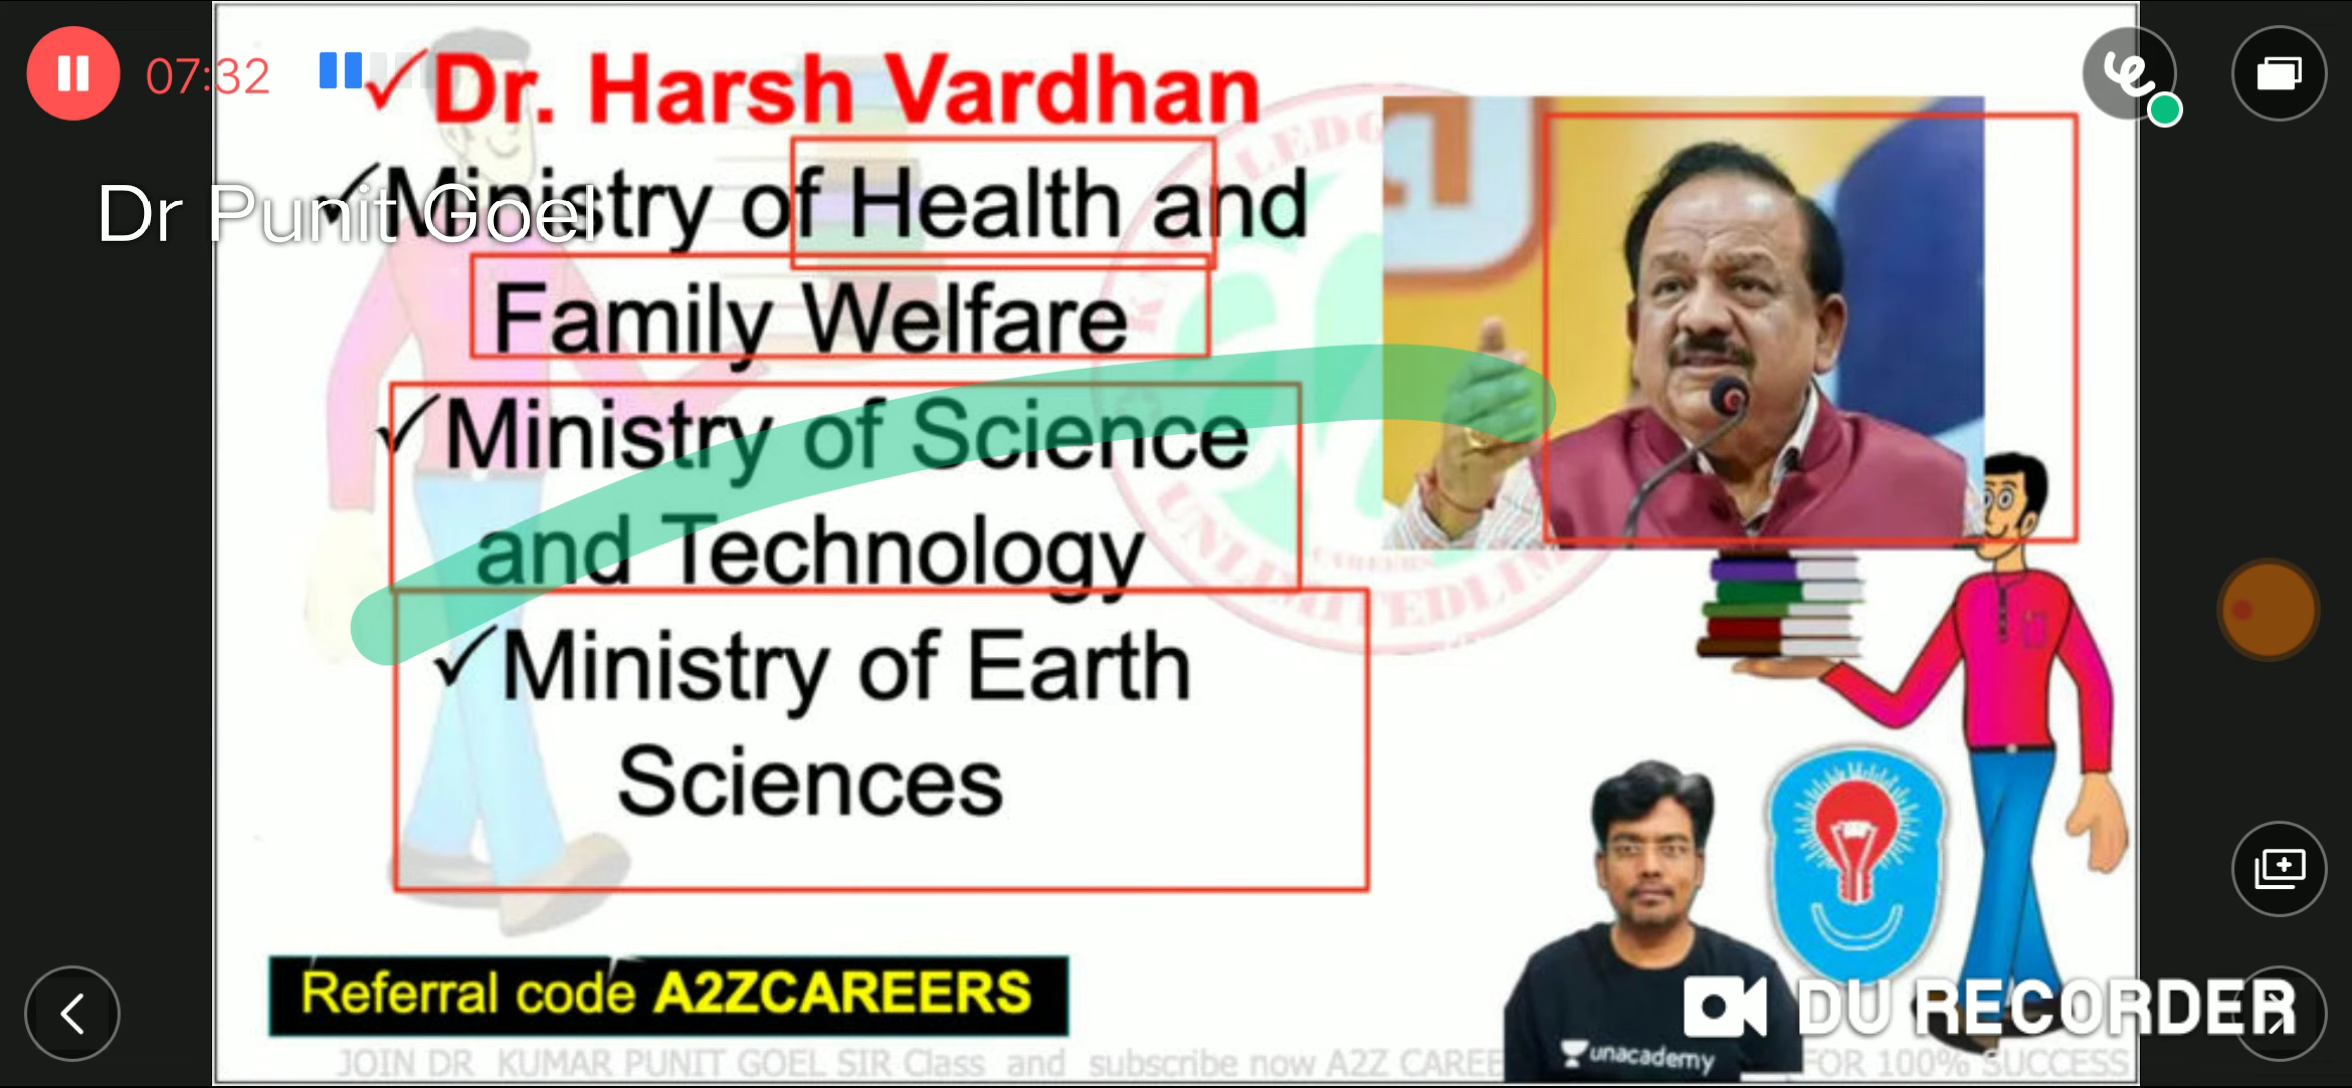 07:32
Dr. Harsh Vardhan
Dr Punit Goel
Ministry of Health and
Family Welfare
Ministry of Science
and Technology
Ministry of Earth
Sciences
Referral code A2ZCAREERS
unacademy
DU RECORDER
JOIN DR KUMAR PUNIT GOEL SIR Class and subscribe now A2Z CAREE FOR 100% SUCCESS
UNLIMITED
CAREERS